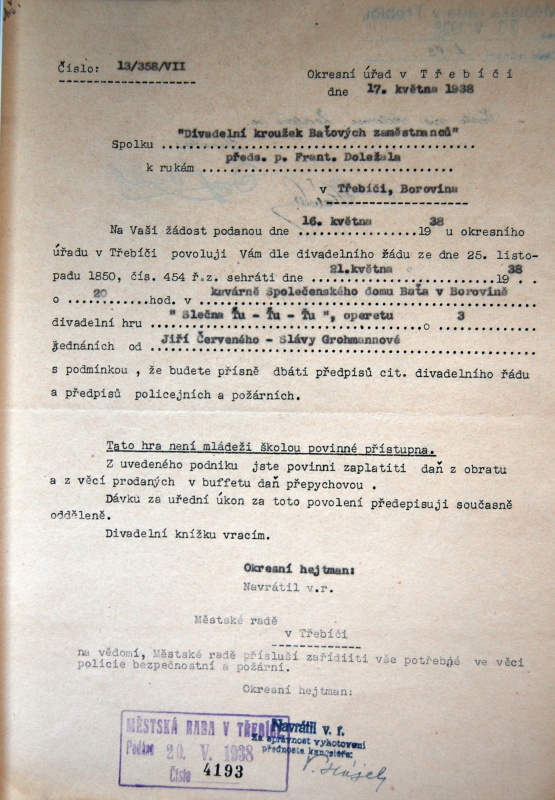 Číslo: 13/358/VII
Okresní úřad v Třebíči
dne 17. května 1938
Spolku "Divadelní kroužek Baťových zaměstnanců"
k rukám předs. p. Frant. Doležala
v Třebíči, Borovina
Na Vaši žádost podanou dne 16. května 1938 u okresního
úřadu v Třebíči povoluji Vám dle divadelního řádu ze dne 25. listo-
padu 1850, čís. 454 ř.z. sehráti dne 21.května 1938
o 20 hod. v kavárně Společenského domu Baťa v Borovině
divadelní hru " Slečna Ťu - Ťu - Ťu ", operetu o 3
jednáních od Jiří Červeného - Slávy Grohmannové
s podmínkou , že budete přísně dbáti předpisů cit. divadelního řádu
a předpisů policejních a požárních.
Tato hra není mládeži školou povinné přístupna.
Z uvedeného podniku jste povinni zaplatiti daň z obratu
a z věcí prodaných v buffetu daň přepychovou .
Dávku za úřední úkon za toto povolení předepisuji současně
odděleně.
Divadelní knížku vracím.
Okresní hejtman:
Navrátil v.r.
Městské radě
v Třebíči
na vědomí, Městské radě přísluší zaříditi vše potřebné ve věci
policie bezpečnostní a požární.
Okresní hejtman:
Navrátil v. r.
Za správnost vyhotovení
přednosta kanceláře:
MĚSTSKÁ RADA V TŘEBÍČI
Podáno 20. V. 1938
Číslo 4193